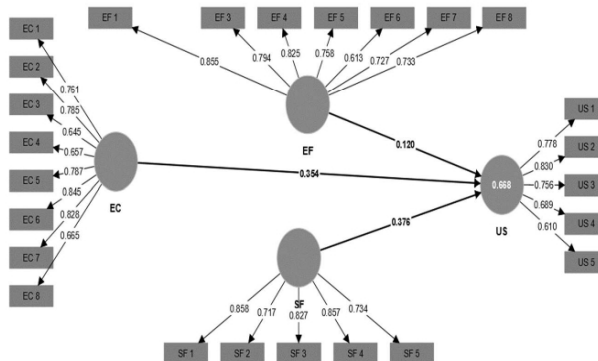 EC 1
EC 2
EC 3
EC 4
EC 5
EC 6
EC 7
EC 8
0.761
0.785
0.645
0.657
0.787
0.845
0.828
0.665
EC
EF 1
EF 3
EF 4
EF 5
EF 6
EF 7
EF 8
0.855
0.794
0.825
0.758
0.613
0.727
0.733
EF
0.120
0.354
0.376
0.668
US
US 1
US 2
US 3
US 4
US 5
0.778
0.830
0.756
0.689
0.610
SF
0.858
0.717
0.827
0.857
0.734
SF 1
SF 2
SF 3
SF 4
SF 5